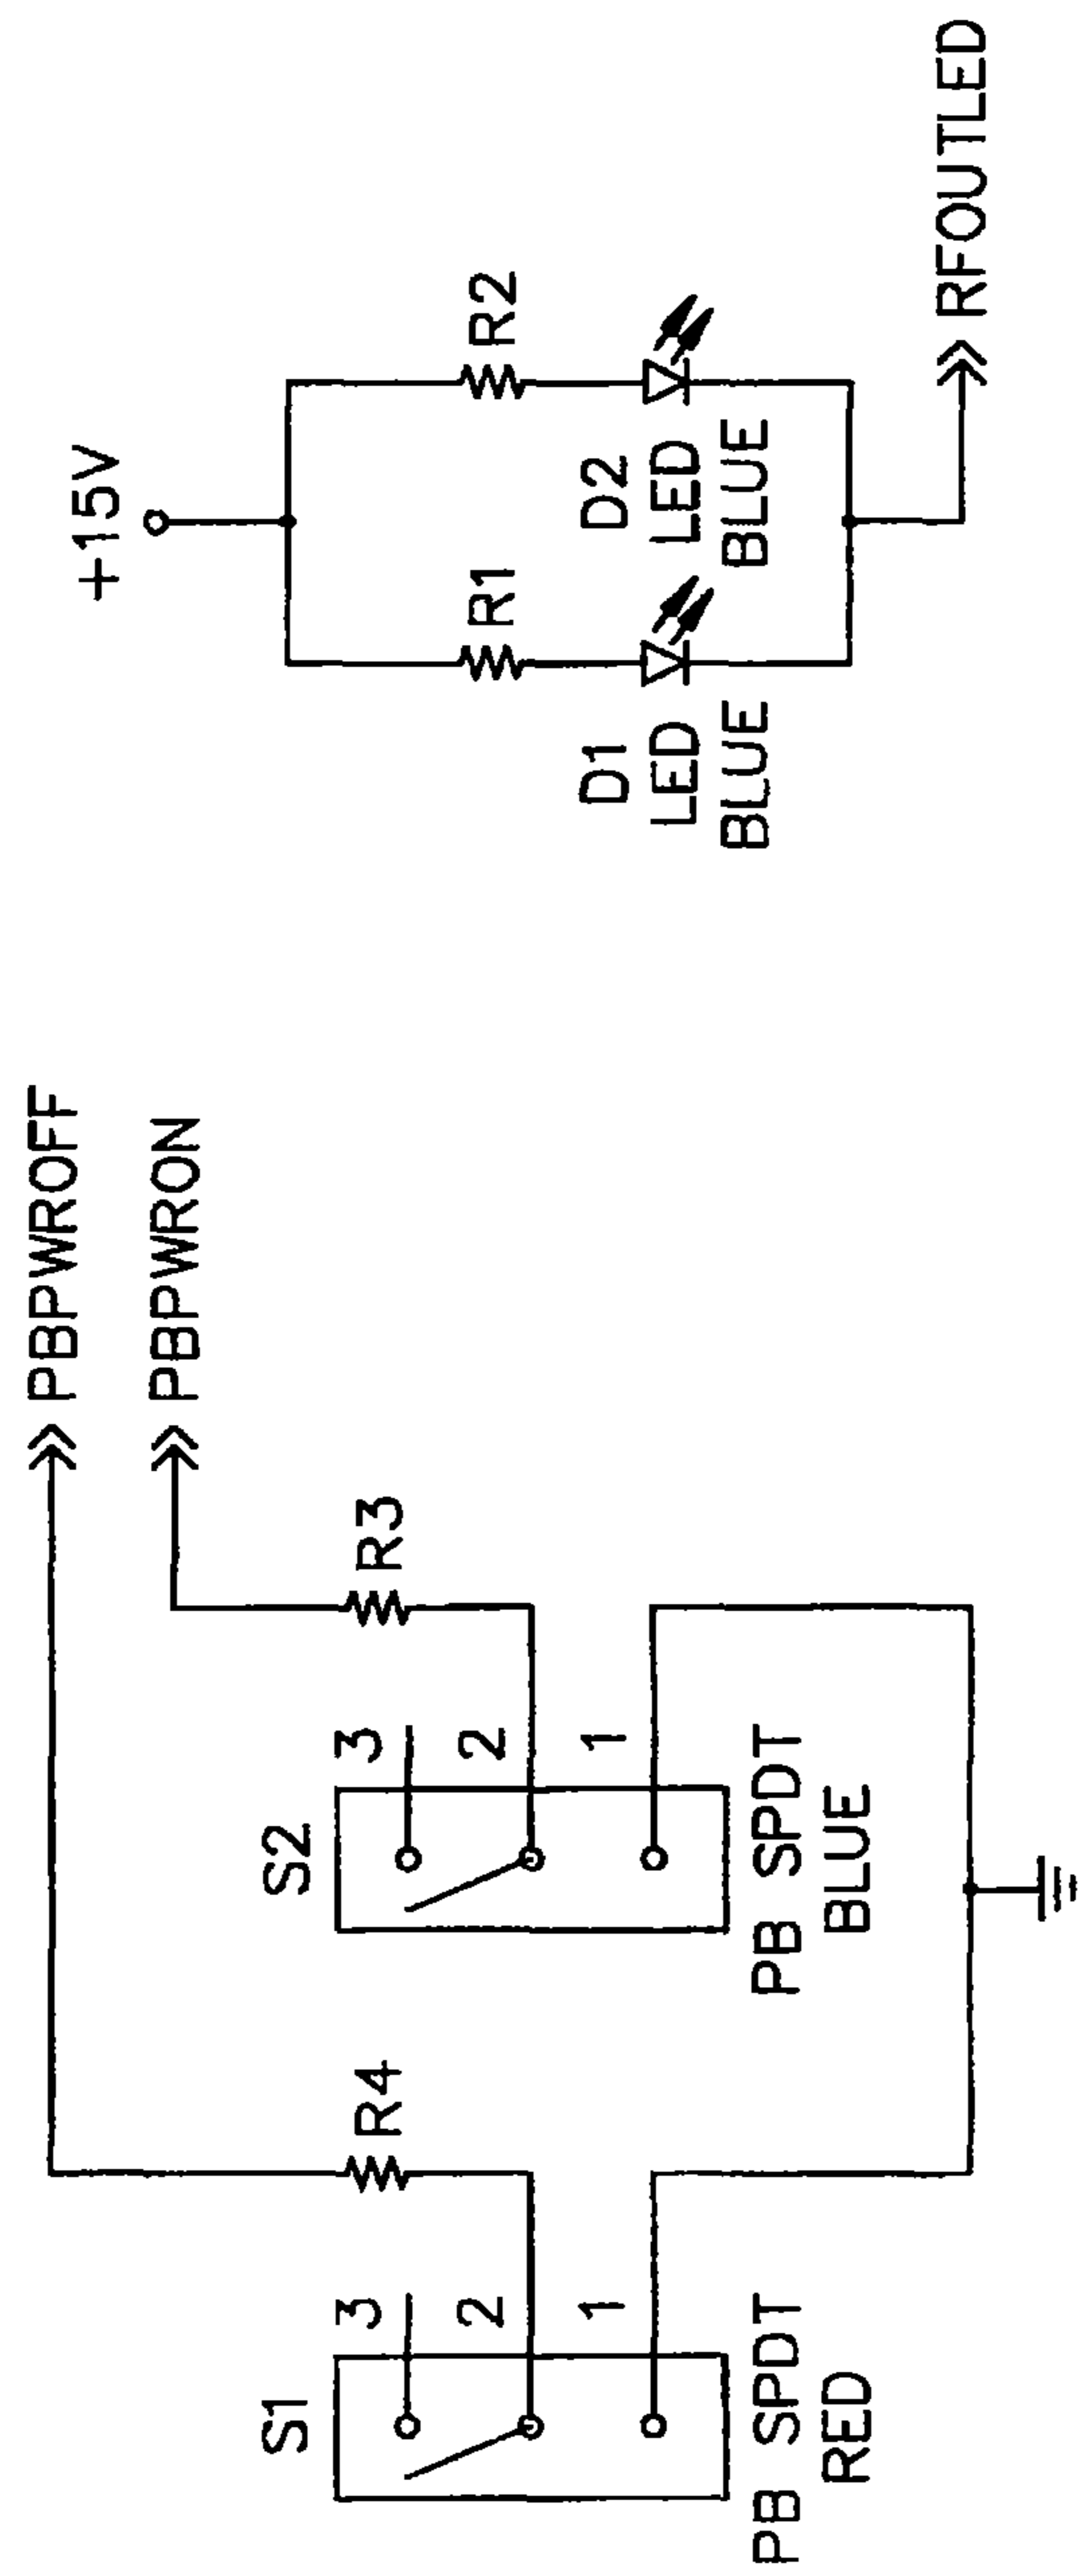 PBPWROFF
PBPWRON
R4
R3
S1
3
2
1
PB SPDT
RED
S2
3
2
1
PB SPDT
BLUE
+15V
R1
R2
D1
LED
BLUE
D2
LED
BLUE
RFOUTLED